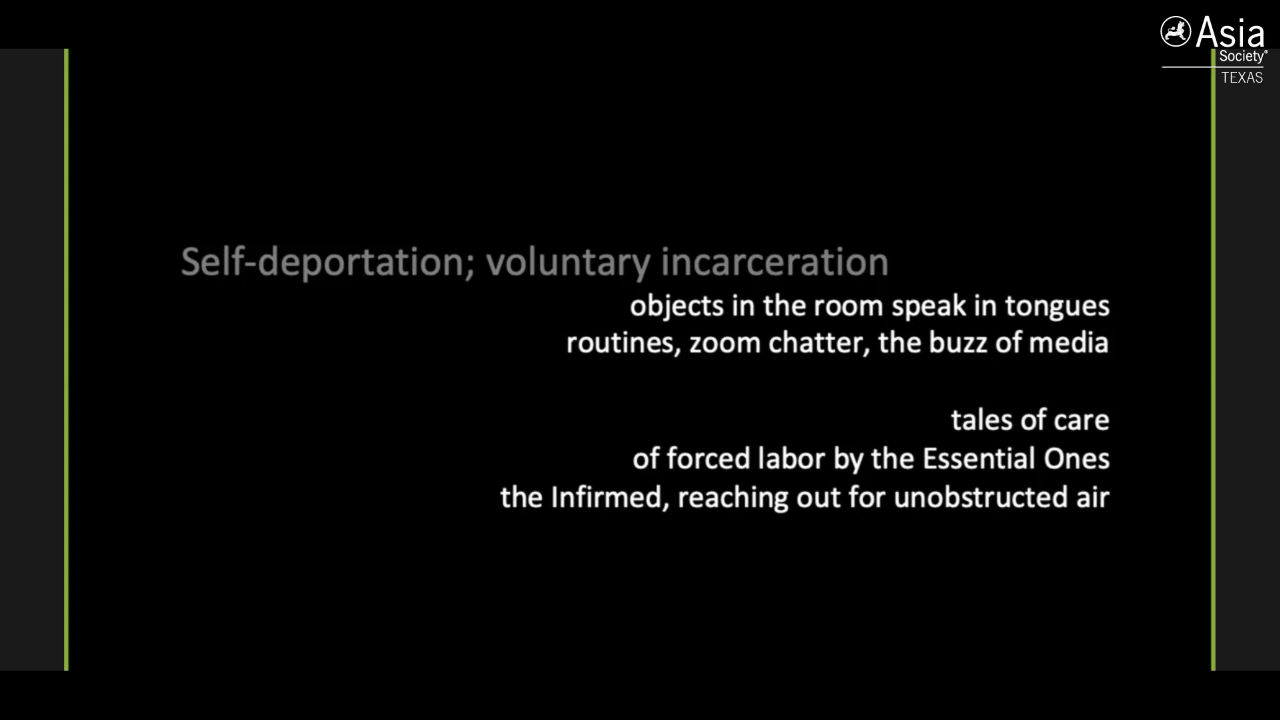 Asia
Society
TEXAS
Self-deportation; voluntary incarceration
objects in the room speak in tongues
routines, zoom chatter, the buzz of media
tales of care
of forced labor by the Essential Ones
the Infirmed, reaching out for unobstructed air